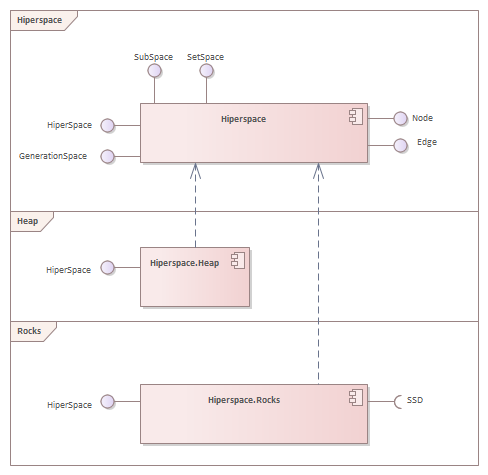 Hiperspace
SubSpace
SetSpace
Hiperspace
HiperSpace
Node
Edge
GenerationSpace
Heap
Hiperspace.Heap
HiperSpace
Rocks
Hiperspace.Rocks
HiperSpace
SSD